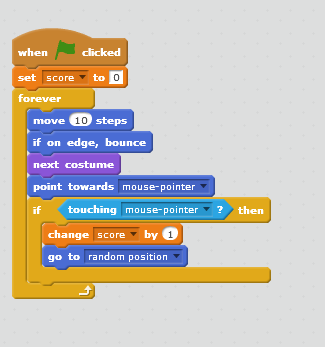 when clicked
set score to 0
forever
move 10 steps
if on edge, bounce
next costume
point towards mouse-pointer
if touching mouse-pointer ? then
change score by 1
go to random position